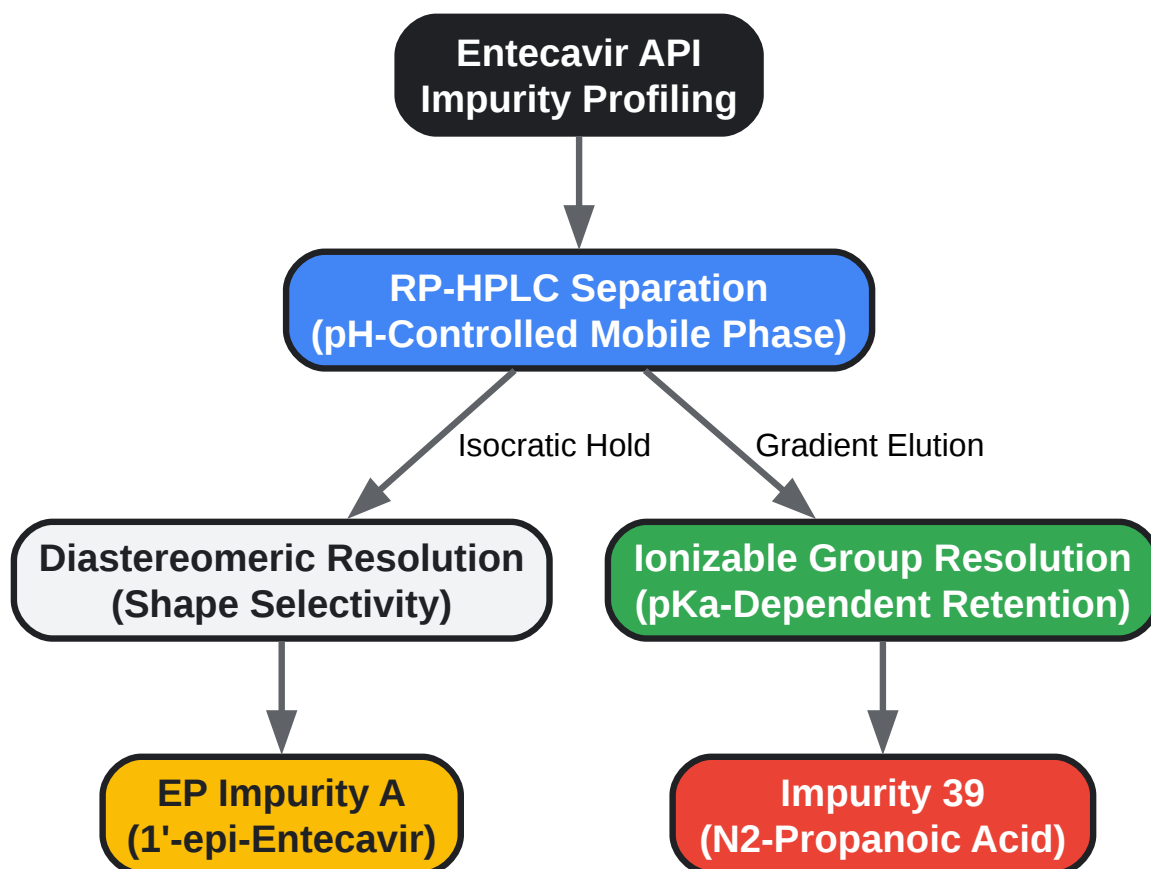 Entecavir API
Impurity Profiling
RP-HPLC Separation
(pH-Controlled Mobile Phase)
Isocratic Hold
Gradient Elution
Diastereomeric Resolution
(Shape Selectivity)
Ionizable Group Resolution
(pKa-Dependent Retention)
EP Impurity A
(1'-epi-Entecavir)
Impurity 39
(N2-Propanoic Acid)